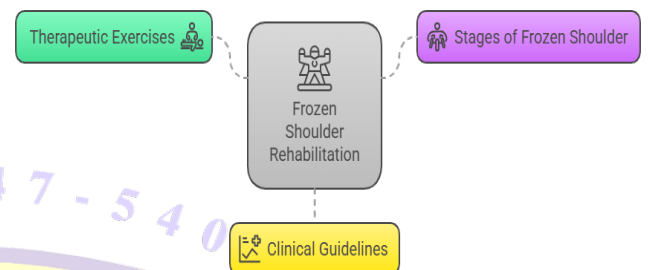 Therapeutic Exercises
Stages of Frozen Shoulder
Frozen
Shoulder
Rehabilitation
47-540
Clinical Guidelines